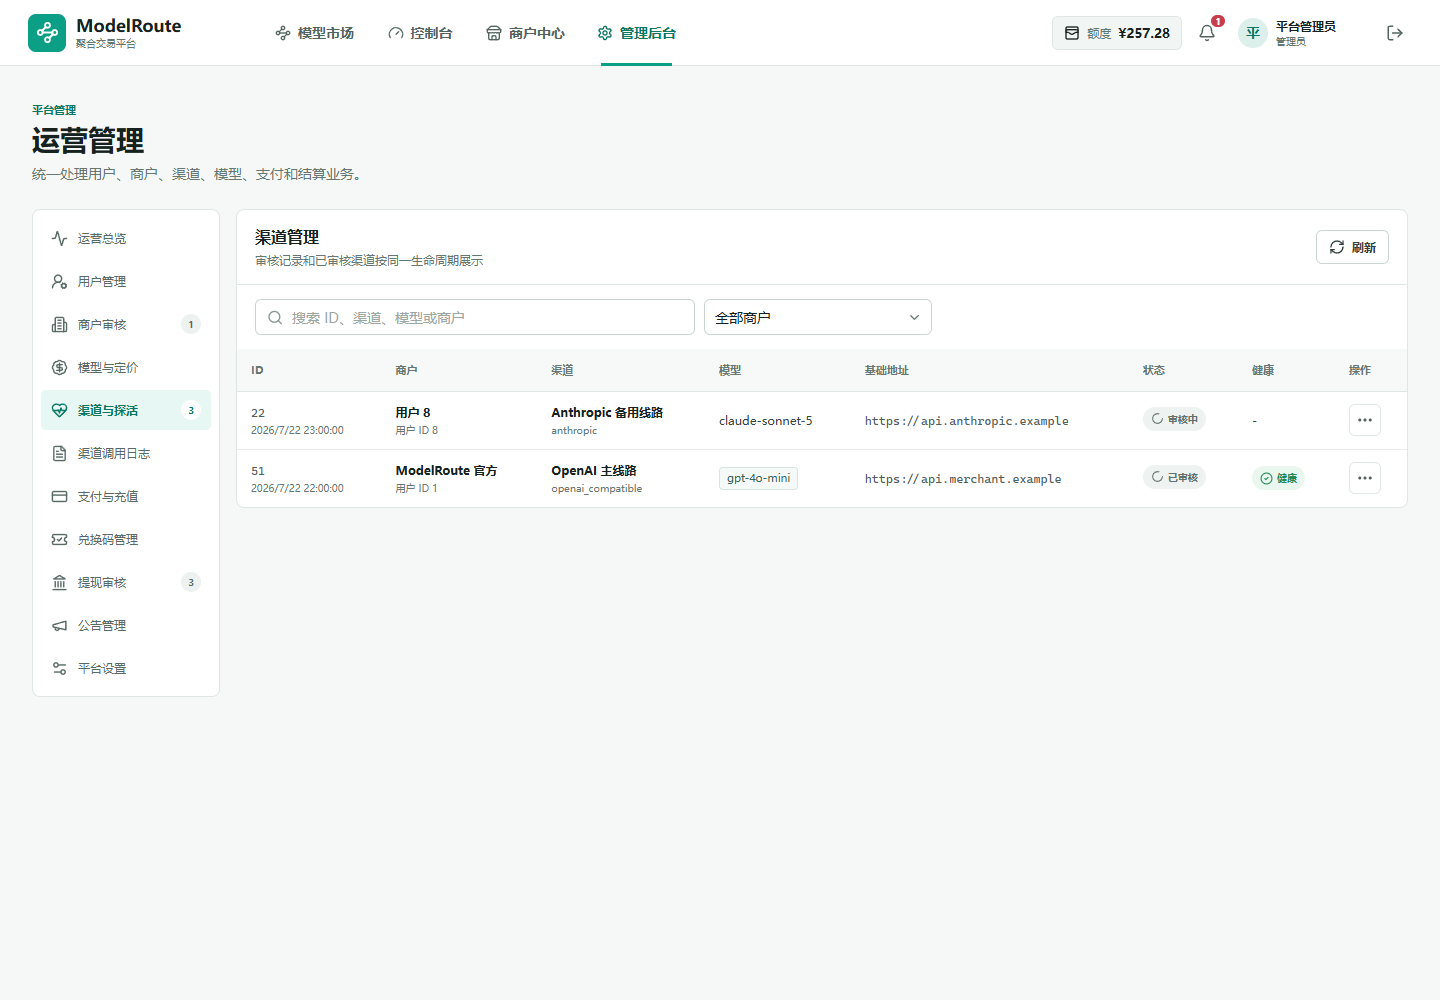 ModelRoute
聚合交易平台
模型市场
控制台
商户中心
管理后台
额度 ¥257.28
1
平
平台管理员
管理员
平台管理
运营管理
统一处理用户、商户、渠道、模型、支付和结算业务。
运营总览
用户管理
商户审核 1
模型与定价
渠道与探活 3
渠道调用日志
支付与充值
兑换码管理
提现审核 3
公告管理
平台设置
渠道管理
审核记录和已审核渠道按同一生命周期展示
刷新
搜索 ID、渠道、模型或商户
全部商户
ID 商户 渠道 模型 基础地址 状态 健康 操作
22 用户 8 Anthropic 备用线路 claude-sonnet-5 https://api.anthropic.example 审核中 - ...
2026/7/22 23:00:00 用户 ID 8 anthropic
51 ModelRoute 官方 OpenAI 主线路 gpt-4o-mini https://api.merchant.example 已审核 健康 ...
2026/7/22 22:00:00 用户 ID 1 openai_compatible